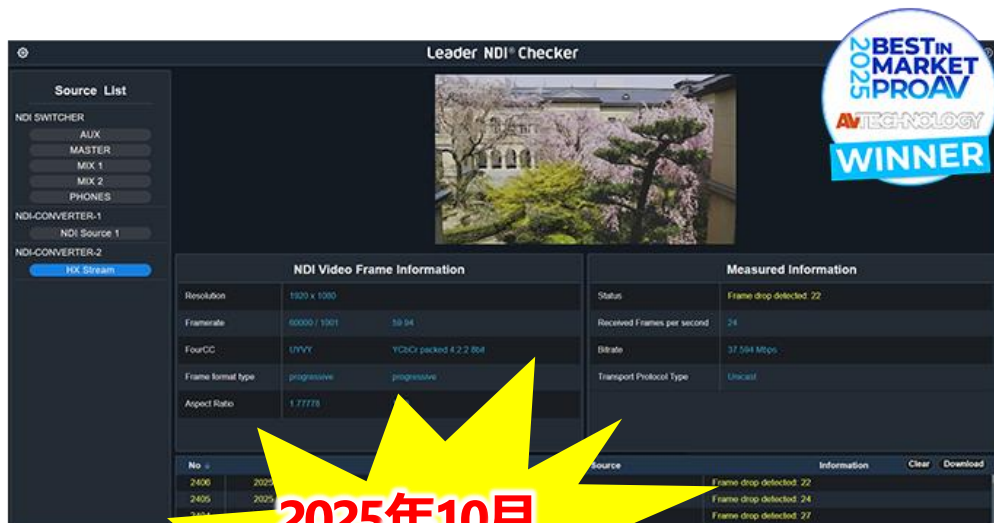 Leader NDI® Checker
2025
BEST IN
MARKET
PROAV
AVTECHNOLOGY
WINNER
Source List
NDI SWITCHER
AUX
MASTER
MIX 1
MIX 2
PHONES
NDI-CONVERTER-1
NDI Source 1
NDI-CONVERTER-2
HX Stream
NDI Video Frame Information
Resolution 1920 x 1080
Framerate 60000 / 1001 59.94
FourCC UYVY YCbCr packed 4:2:2 8bit
Frame format type progressive progressive
Aspect Ratio 1.77778
Measured Information
Status Frame drop detected: 22
Received Frames per second 24
Bitrate 37.594 Mbps
Transport Protocol Type Unicast
No Source Information Clear Download
2406 2025 Frame drop detected: 22
2405 2025 Frame drop detected: 24
2404 Frame drop detected: 27
2025年10月